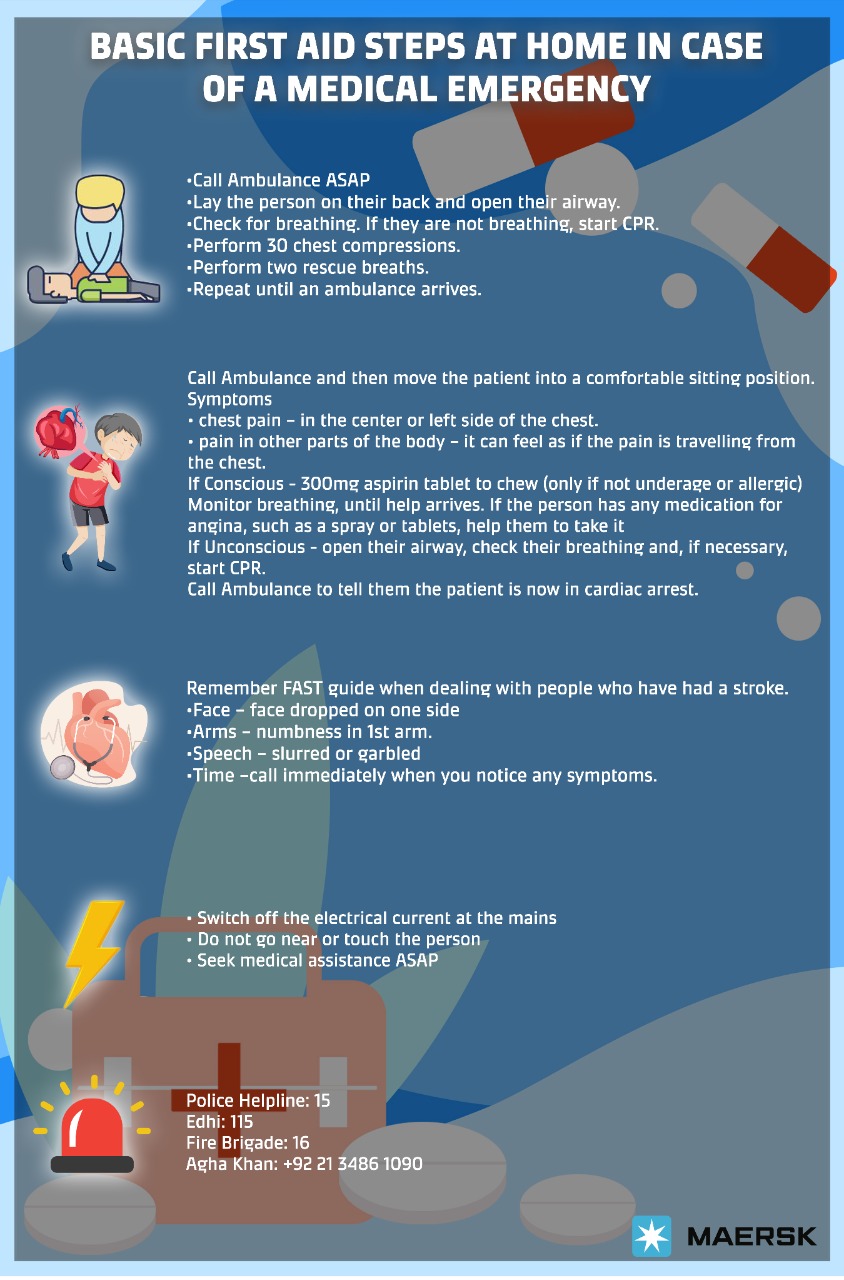 BASIC FIRST AID STEPS AT HOME IN CASE
OF A MEDICAL EMERGENCY
•Call Ambulance ASAP
•Lay the person on their back and open their airway.
•Check for breathing. If they are not breathing, start CPR.
•Perform 30 chest compressions.
•Perform two rescue breaths.
•Repeat until an ambulance arrives.
Call Ambulance and then move the patient into a comfortable sitting position.
Symptoms
• chest pain – in the center or left side of the chest.
• pain in other parts of the body – it can feel as if the pain is travelling from
the chest.
If Conscious - 300mg aspirin tablet to chew (only if not underage or allergic)
Monitor breathing, until help arrives. If the person has any medication for
angina, such as a spray or tablets, help them to take it
If Unconscious - open their airway, check their breathing and, if necessary,
start CPR.
Call Ambulance to tell them the patient is now in cardiac arrest.
Remember FAST guide when dealing with people who have had a stroke.
•Face – face dropped on one side
•Arms – numbness in 1st arm.
•Speech – slurred or garbled
•Time –call immediately when you notice any symptoms.
• Switch off the electrical current at the mains
• Do not go near or touch the person
• Seek medical assistance ASAP
Police Helpline: 15
Edhi: 115
Fire Brigade: 16
Agha Khan: +92 21 3486 1090
MAERSK